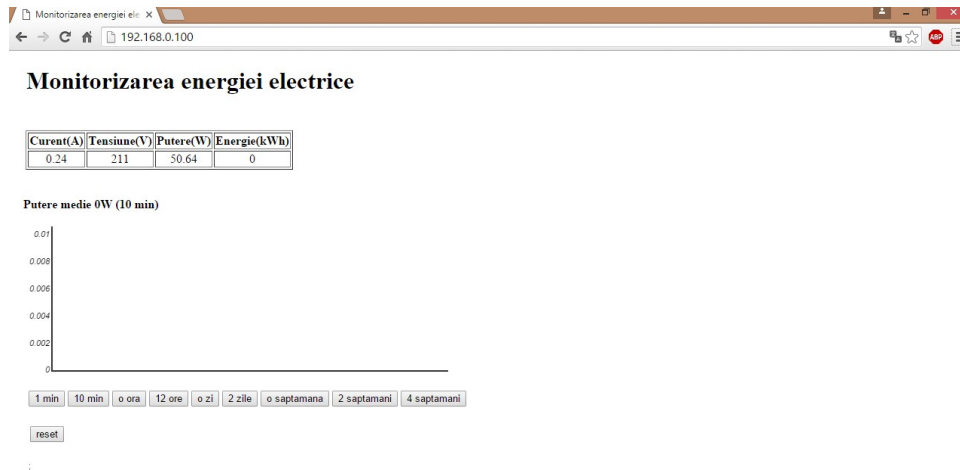 Monitorizarea energiei ele
192.168.0.100
ABP
Monitorizarea energiei electrice
Curent(A) Tensiune(V) Putere(W) Energie(kWh)
0.24 211 50.64 0
Putere medie 0W (10 min)
0.01
0.008
0.006
0.004
0.002
0
1 min 10 min o ora 12 ore o zi 2 zile o saptamana 2 saptamani 4 saptamani
reset
;